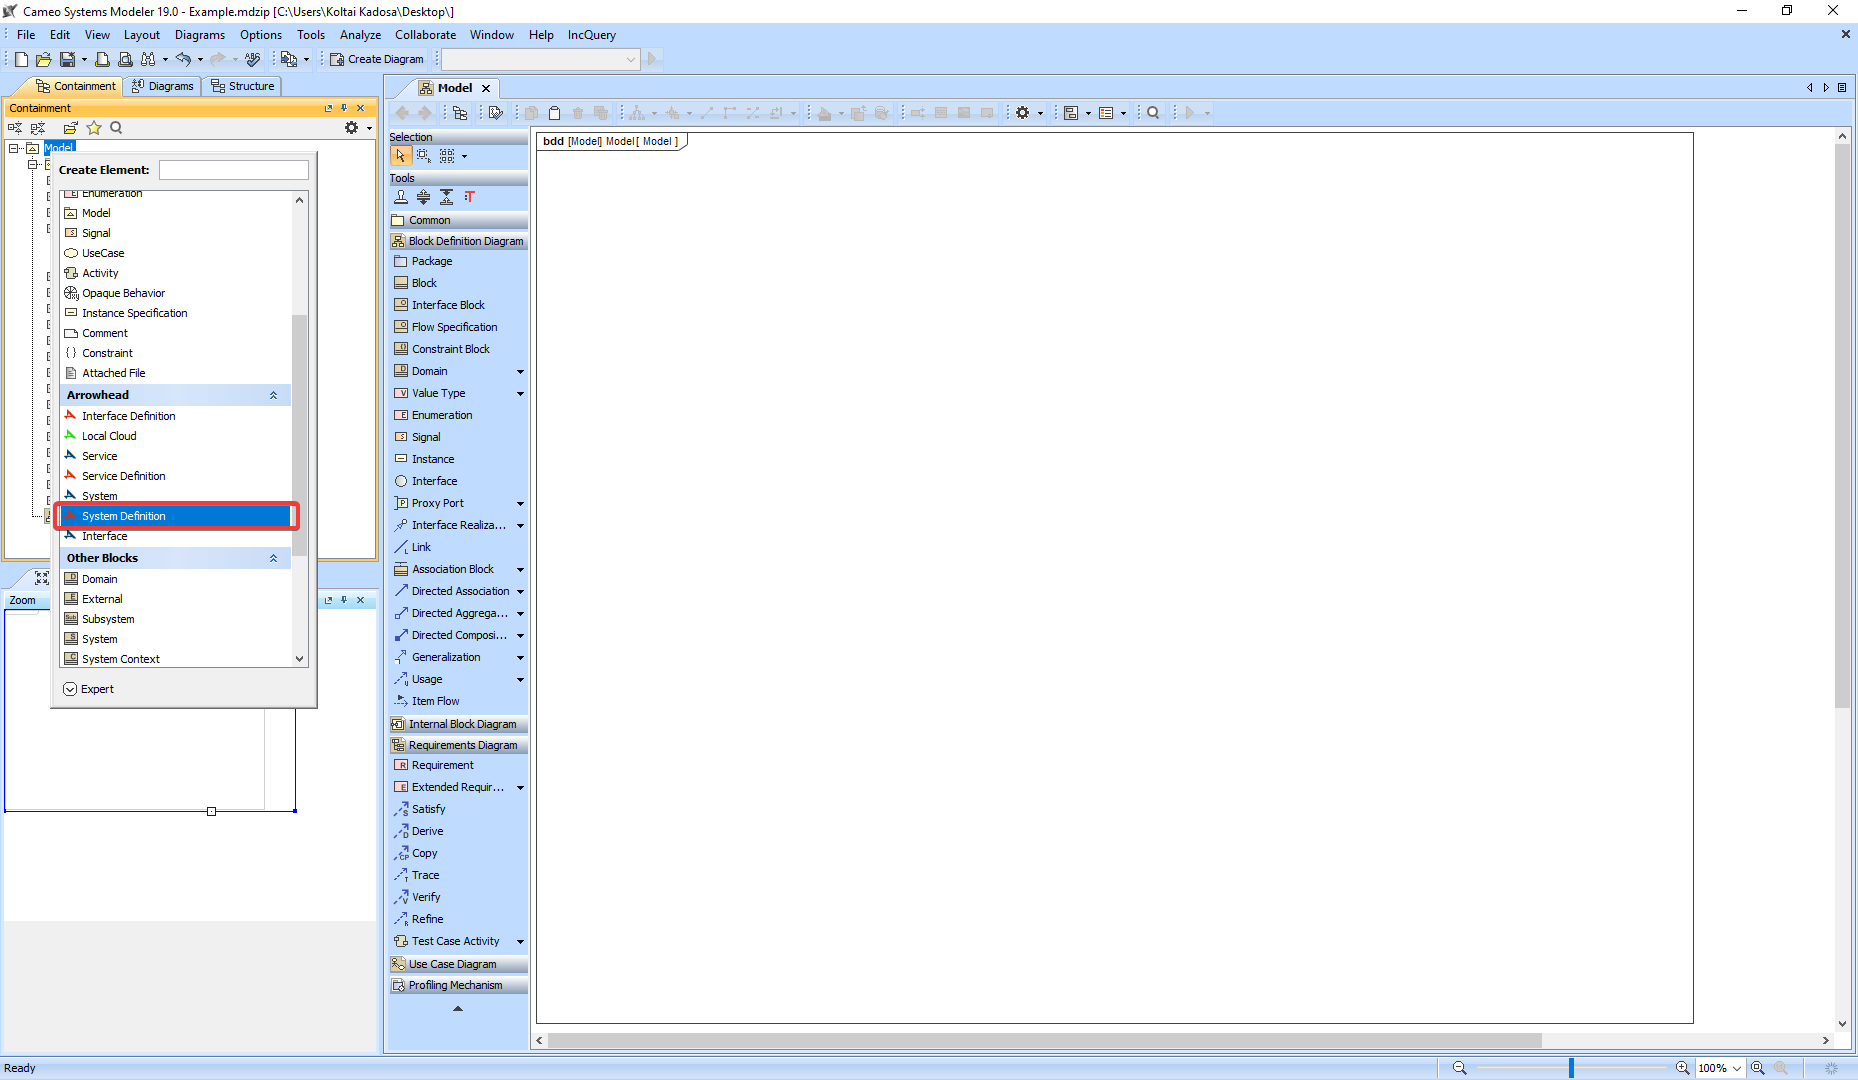 Cameo Systems Modeler 19.0 - Example.mdzip [C:\Users\Koltai Kadosa\Desktop\]
File Edit View Layout Diagrams Options Tools Analyze Collaborate Window Help IncQuery
Create Diagram
Containment Diagrams Structure
Containment
Model
Create Element:
Enumeration
Model
Signal
UseCase
Activity
Opaque Behavior
Instance Specification
Comment
Constraint
Attached File
Arrowhead
Interface Definition
Local Cloud
Service
Service Definition
System
System Definition
Interface
Other Blocks
Domain
External
Subsystem
System
System Context
Expert
Zoom
Model
Selection
Tools
Common
Block Definition Diagram
Package
Block
Interface Block
Flow Specification
Constraint Block
Domain
Value Type
Enumeration
Signal
Instance
Interface
Proxy Port
Interface Realiza...
Link
Association Block
Directed Association
Directed Aggrega...
Directed Composi...
Generalization
Usage
Item Flow
Internal Block Diagram
Requirements Diagram
Requirement
Extended Requir...
Satisfy
Derive
Copy
Trace
Verify
Refine
Test Case Activity
Use Case Diagram
Profiling Mechanism
bdd [Model] Model[ Model ]
Ready
100%